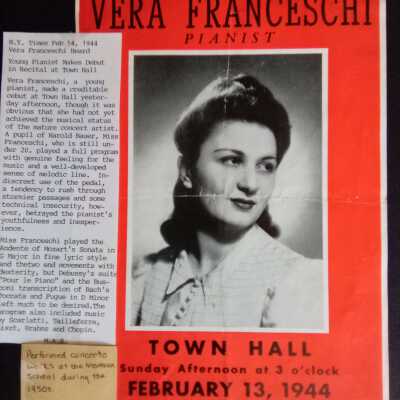 VERA FRANCESCHI
PIANIST
N.Y. Times Feb 14, 1944
Vera Franceschi Heard
Young Pianist Makes Debut
in Recital at Town Hall
Vera Franceschi, a young
pianist, made a creditable
debut at Town Hall yester-
day afternoon, though it was
obvious that she had not yet
achieved the musical status
of the mature concert artist.
A pupil of Harold Bauer, Miss
Franceschi, who is still un-
der 20, played a full program
with genuine feeling for the
music and a well-developed
sense of melodic line. In-
discreet use of the pedal,
a tendency to rush through
stormier passages and some
technical insecurity, how-
ever, betrayed the pianist's
youthfulness and inexper-
ience.
Miss Franceschi played the
Andante of Mozart's Sonata in
G Major in fine lyric style
and thetwo end movements with
dexterity, but Debussy's suite
"Pour le Piano" and the Bus-
oni transcription of Bach's
Toccata and Fugue in D Minor
left much to be desired.The
program also included music
by Scarlatti, Tailleferre,
Liszt, Brahms and Chopin.
Performed concerto
at the
School during the
1950s.
TOWN HALL
Sunday Afternoon at 3 o'clock
FEBRUARY 13, 1944